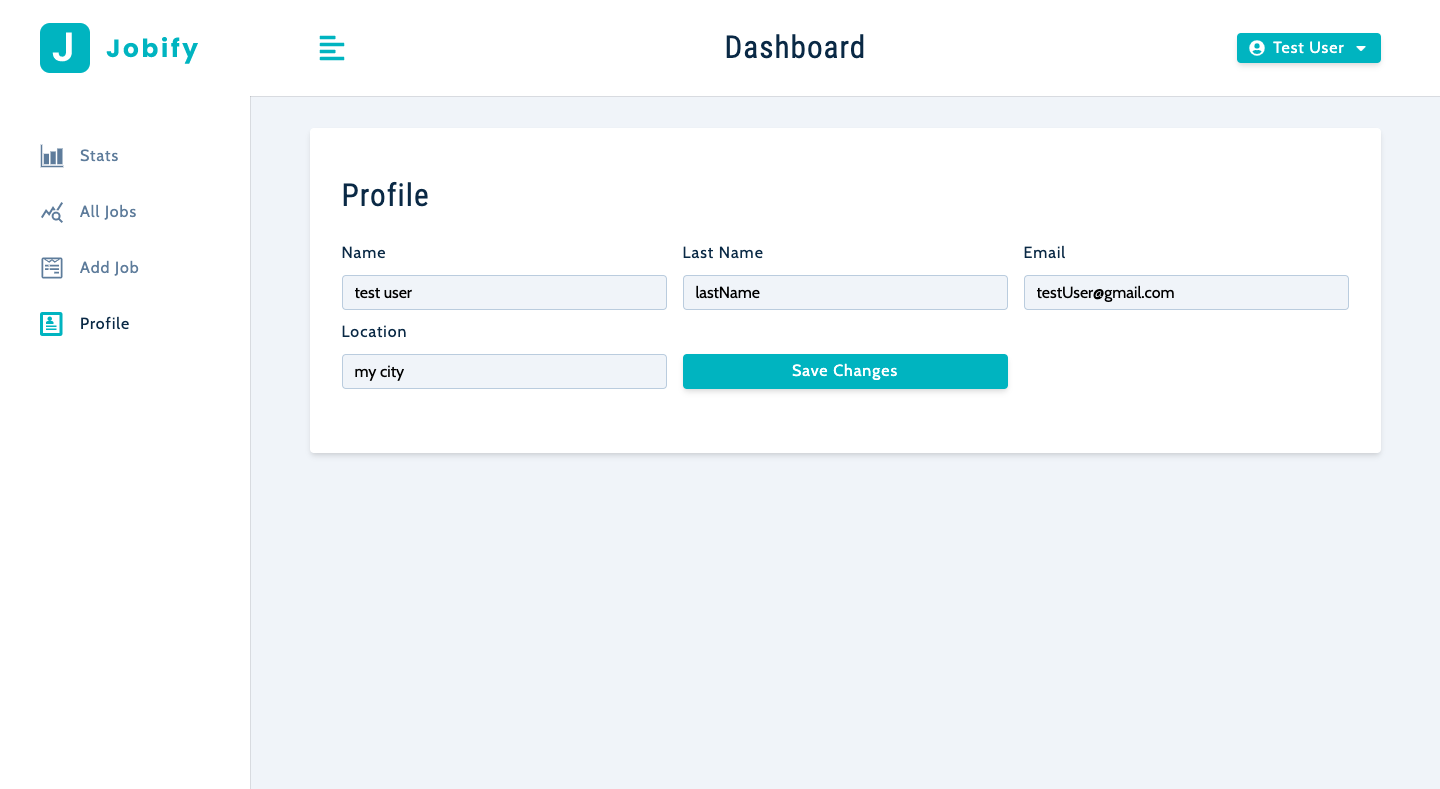 J Jobify
Dashboard
Test User
Stats
All Jobs
Add Job
Profile
Profile
Name
Last Name
Email
test user
lastName
testUser@gmail.com
Location
my city
Save Changes